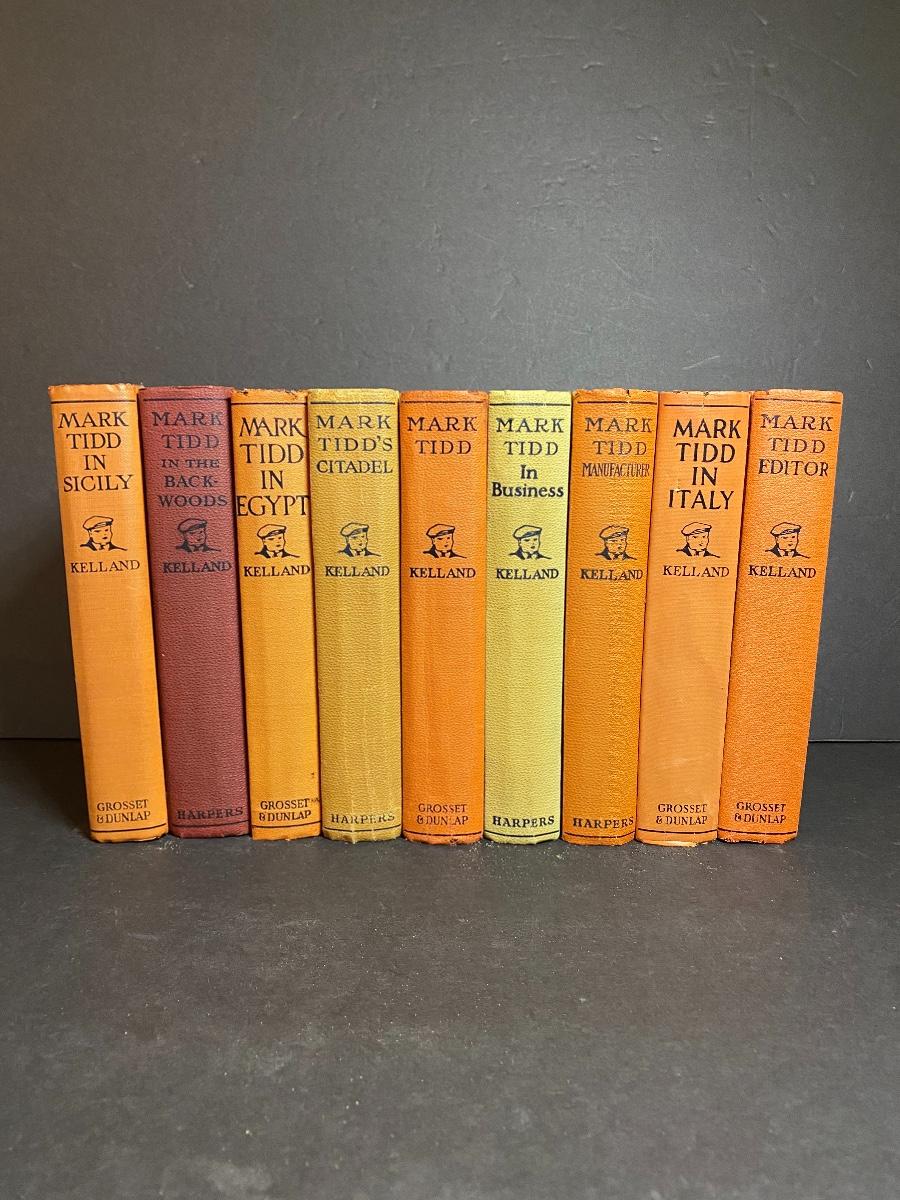 MARK
TIDD
IN
SICILY
KELLAND
GROSSET
& DUNLAP
MARK
TIDD
IN THE
BACK-
WOODS
KELLAND
HARPERS
MARK
TIDD
IN
EGYPT
KELLAND
GROSSET
& DUNLAP
MARK
TIDD'S
CITADEL
KELLAND
HARPERS
MARK
TIDD
KELLAND
GROSSET
& DUNLAP
MARK
TIDD
In
Business
KELLAND
HARPERS
MARK
TIDD
MANUFACTURER
KELLAND
HARPERS
MARK
TIDD
IN
ITALY
KELLAND
GROSSET
& DUNLAP
MARK
TIDD
EDITOR
KELLAND
GROSSET
& DUNLAP